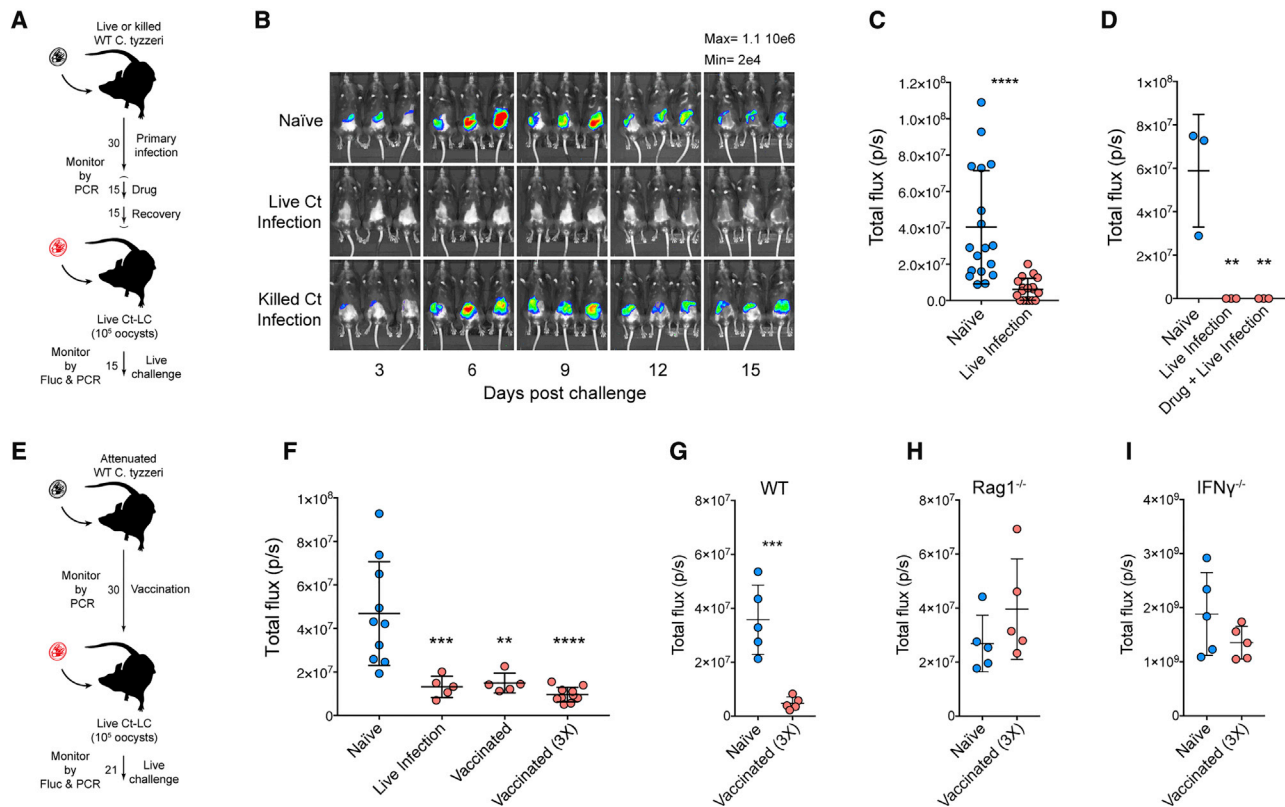 A
Live or killed
WT C. tyzzeri
30
Primary
infection
Monitor
by
PCR
15
Drug
15
Recovery
Live Ct-LC
(10⁵ oocysts)
Monitor
by
Fluc & PCR
15
Live
challenge
B
Max= 1.1 10e6
Min= 2e4
Naïve
Live Ct
Infection
Killed Ct
Infection
3 6 9 12 15
Days post challenge
C
Total flux (p/s)
1.2×10⁸
1.0×10⁸
8.0×10⁷
6.0×10⁷
4.0×10⁷
2.0×10⁷
0.0
****
Naïve
Live Infection
D
Total flux (p/s)
1×10⁸
8×10⁷
6×10⁷
4×10⁷
2×10⁷
0
** **
Naïve
Live Infection
Drug + Live Infection
E
Attenuated
WT C. tyzzeri
Monitor
by
PCR
30
Vaccination
Live Ct-LC
(10⁵ oocysts)
Monitor
by
Fluc & PCR
21
Live
challenge
F
Total flux (p/s)
1×10⁸
8×10⁷
6×10⁷
4×10⁷
2×10⁷
0
*** ** ****
Naïve
Live Infection
Vaccinated
Vaccinated (3X)
G
WT
Total flux (p/s)
8×10⁷
6×10⁷
4×10⁷
2×10⁷
0
***
Naïve
Vaccinated (3X)
H
Rag1⁻/⁻
Total flux (p/s)
8×10⁷
6×10⁷
4×10⁷
2×10⁷
0
Naïve
Vaccinated (3X)
I
IFNγ⁻/⁻
Total flux (p/s)
4×10⁹
3×10⁹
2×10⁹
1×10⁹
0
Naïve
Vaccinated (3X)